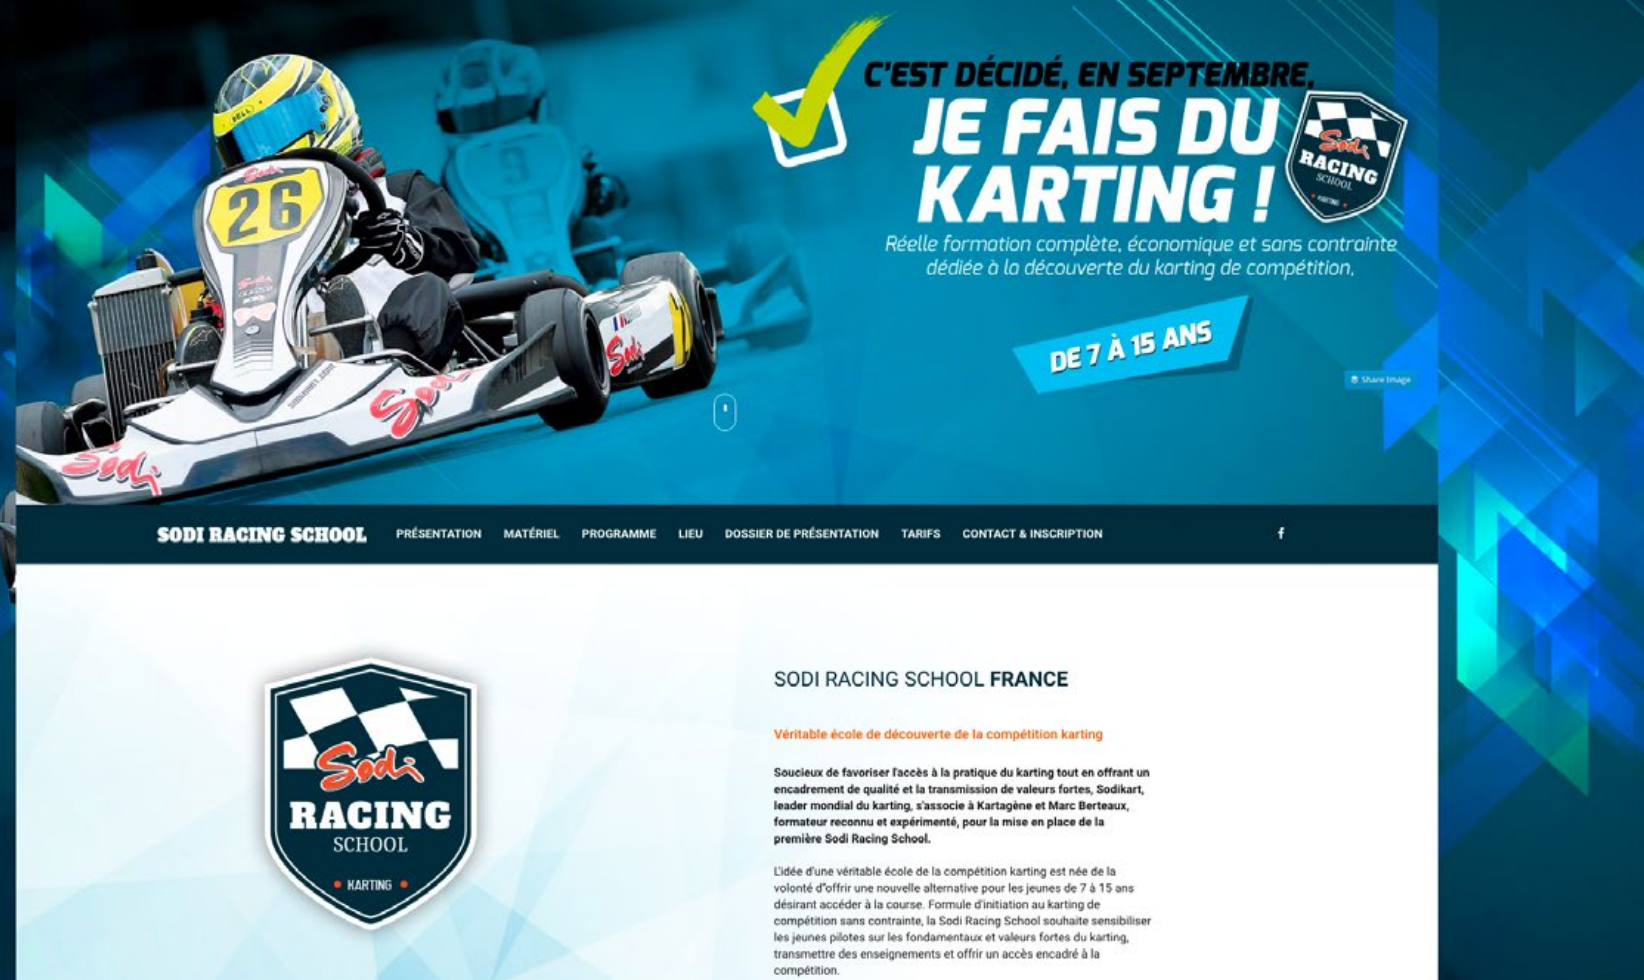 C'EST DÉCIDÉ, EN SEPTEMBRE,
JE FAIS DU
KARTING !
Sodi
RACING
SCHOOL
KARTING
Réelle formation complète, économique et sans contrainte
dédiée à la découverte du karting de compétition,
DE 7 À 15 ANS
Share Image
BELL
Sodi
26
9
Sodi
Sodi
Sodi
Sodi
SODI RACING SCHOOL PRÉSENTATION MATÉRIEL PROGRAMME LIEU DOSSIER DE PRÉSENTATION TARIFS CONTACT & INSCRIPTION f
Sodi
RACING
SCHOOL
• KARTING •
SODI RACING SCHOOL FRANCE
Véritable école de découverte de la compétition karting
Soucieux de favoriser l'accès à la pratique du karting tout en offrant un
encadrement de qualité et la transmission de valeurs fortes, Sodikart,
leader mondial du karting, s'associe à Kartagène et Marc Berteaux,
formateur reconnu et expérimenté, pour la mise en place de la
première Sodi Racing School.
L'idée d'une véritable école de la compétition karting est née de la
volonté d"offrir une nouvelle alternative pour les jeunes de 7 à 15 ans
désirant accéder à la course. Formule d'initiation au karting de
compétition sans contrainte, la Sodi Racing School souhaite sensibiliser
les jeunes pilotes sur les fondamentaux et valeurs fortes du karting,
transmettre des enseignements et offrir un accès encadré à la
compétition.